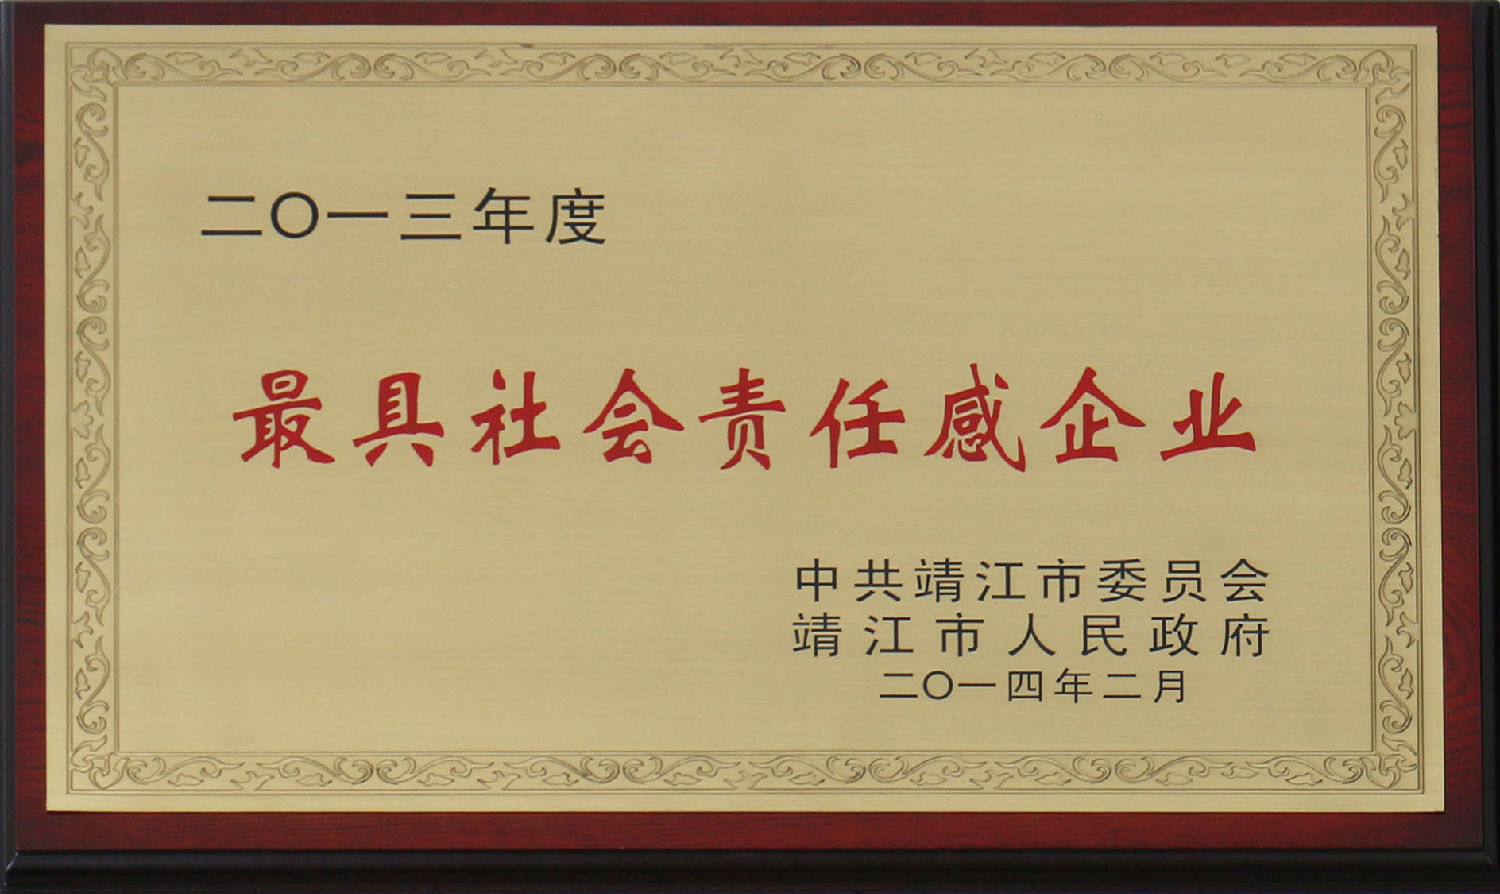 二〇一三年度
最具社会责任感企业
中共靖江市委员会
靖江市人民政府
二〇一四年二月